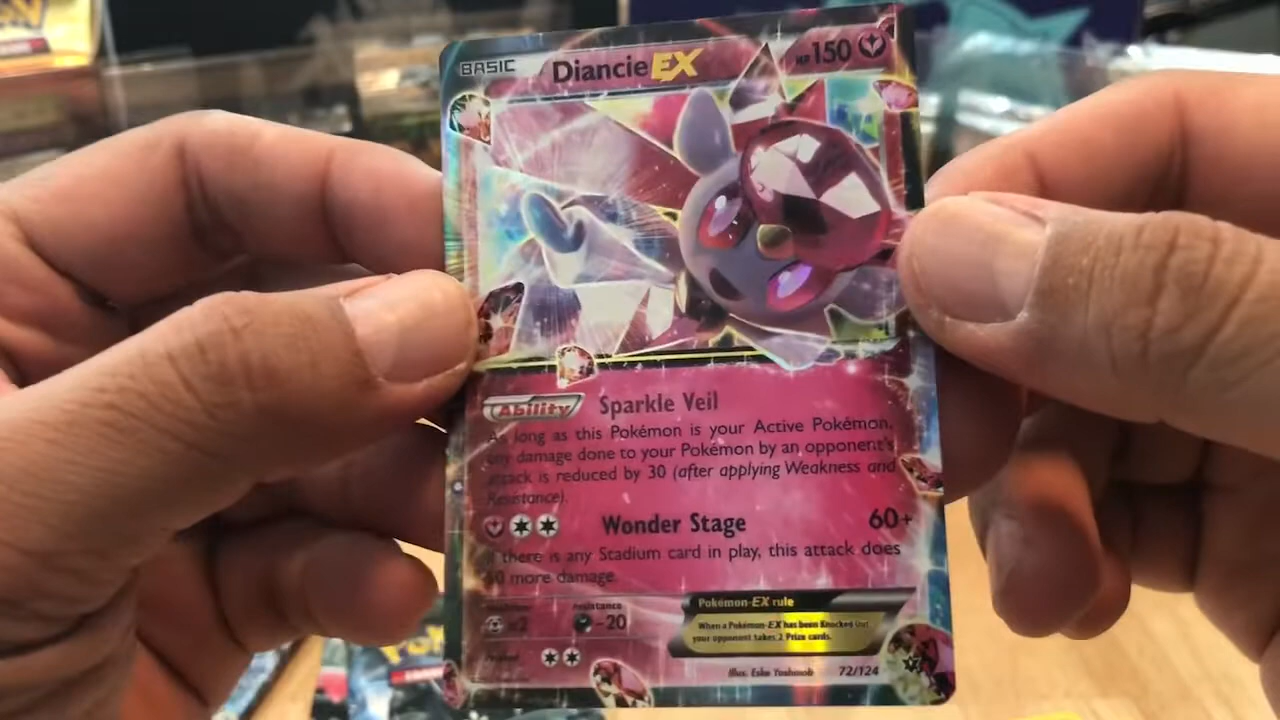 BASIC Diancie EX HP150
Ability Sparkle Veil
As long as this Pokémon is your Active Pokémon,
any damage done to your Pokémon by an opponent's
attack is reduced by 30 (after applying Weakness and
Resistance).
Wonder Stage 60+
If there is any Stadium card in play, this attack does
more damage.
Resistance
×2 -20
Pokémon-EX rule
When a Pokémon-EX has been Knocked Out,
your opponent takes 2 Prize cards.
Illus. Eske Yoshinob 72/124